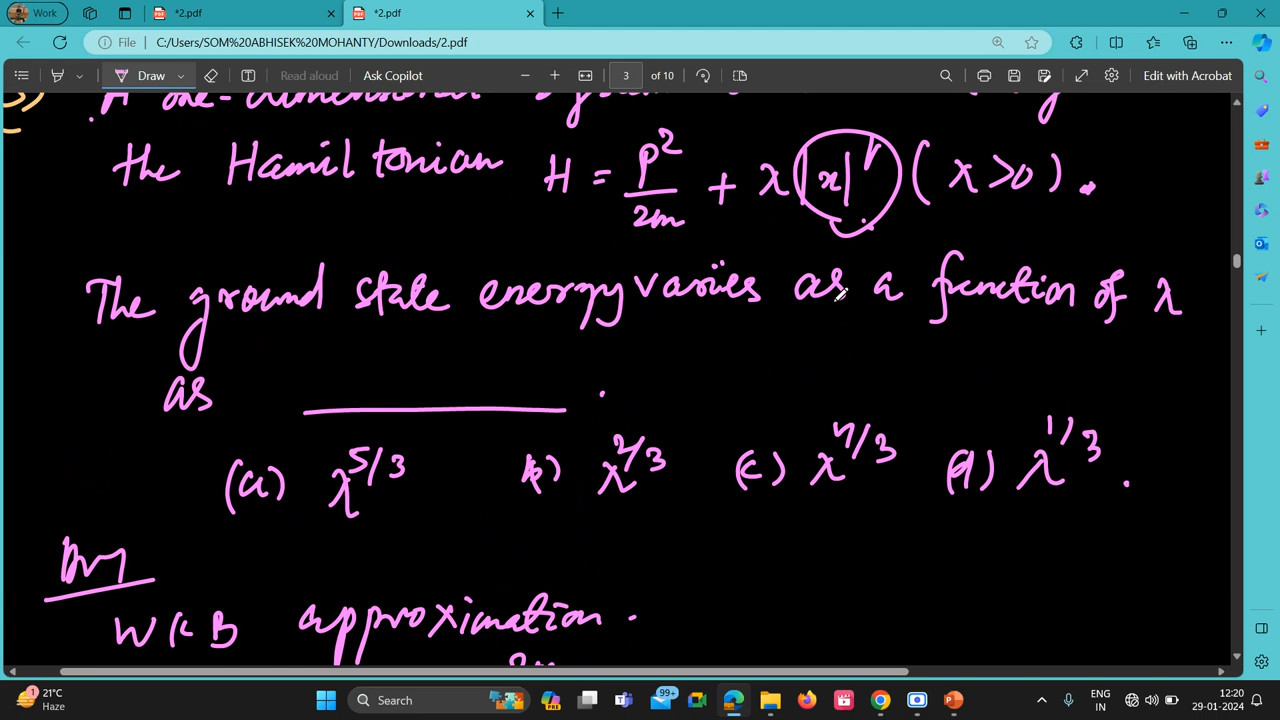 Work
*2.pdf
*2.pdf
File C:/Users/SOM%20ABHISEK%20MOHANTY/Downloads/2.pdf
Draw Read aloud Ask Copilot 3 of 10 Edit with Acrobat
the Hamiltonian H = p²/2m + λ|x| (λ>0).
The ground state energy varies as a function of λ
as ________ .
(a) λ^5/3 (b) λ^2/3 (c) λ^4/3 (d) λ^1/3 .
WKB approximation.
2m
21°C
Haze
Search
PRE
99+
ENG
IN
12:20
29-01-2024